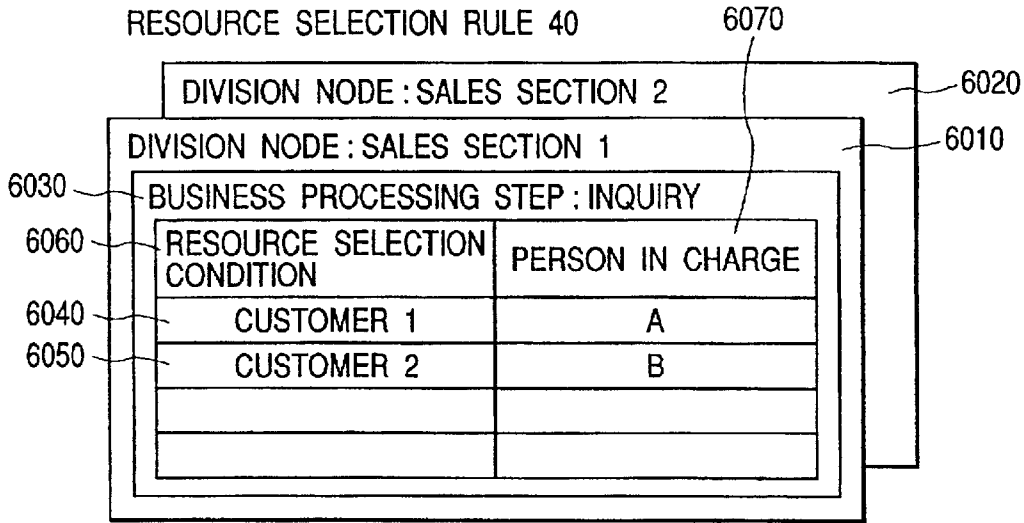 RESOURCE SELECTION RULE 40
6070
DIVISION NODE : SALES SECTION 2
6020
DIVISION NODE : SALES SECTION 1
6010
6030
BUSINESS PROCESSING STEP : INQUIRY
6060
RESOURCE SELECTION
CONDITION
PERSON IN CHARGE
6040
CUSTOMER 1
A
6050
CUSTOMER 2
B